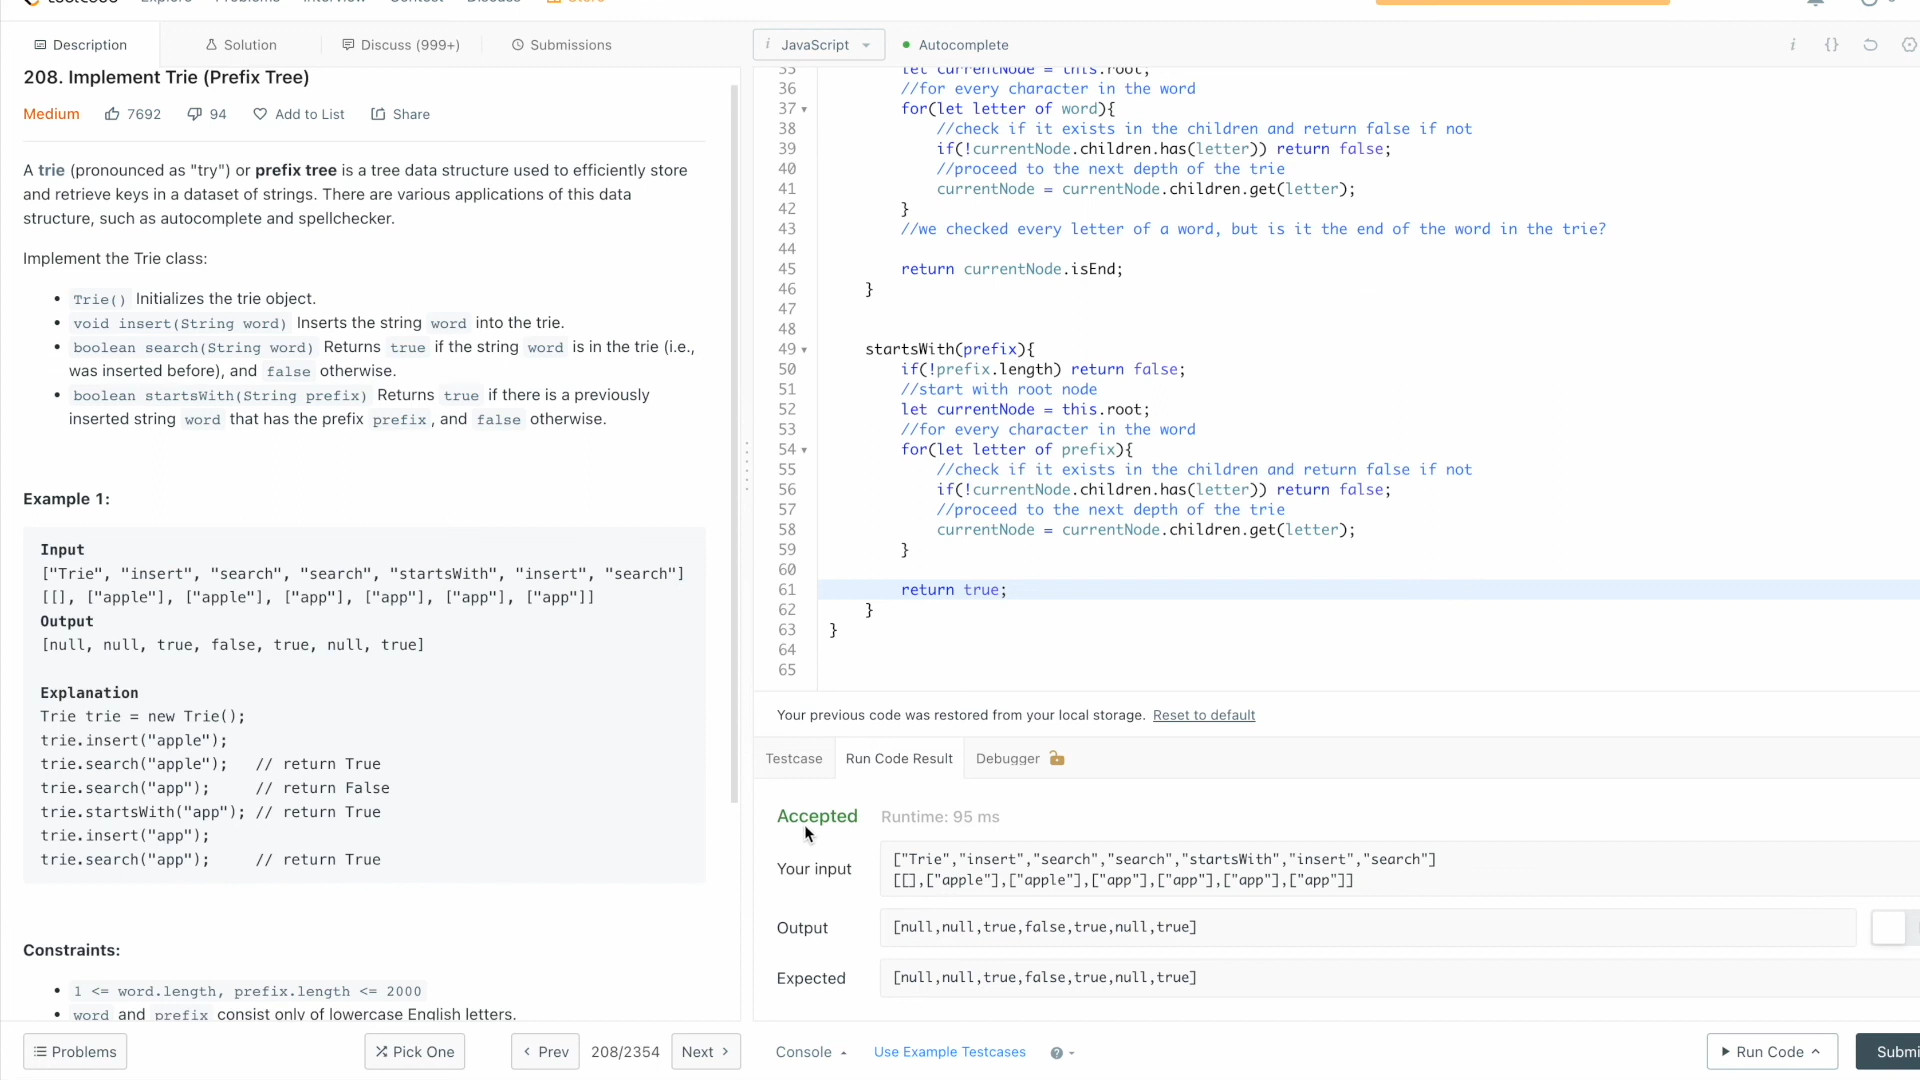 Description
Solution
Discuss (999+)
Submissions
208. Implement Trie (Prefix Tree)
Medium 7692 94 Add to List Share
A trie (pronounced as "try") or prefix tree is a tree data structure used to efficiently store
and retrieve keys in a dataset of strings. There are various applications of this data
structure, such as autocomplete and spellchecker.
Implement the Trie class:
• Trie() Initializes the trie object.
• void insert(String word) Inserts the string word into the trie.
• boolean search(String word) Returns true if the string word is in the trie (i.e.,
was inserted before), and false otherwise.
• boolean startsWith(String prefix) Returns true if there is a previously
inserted string word that has the prefix prefix, and false otherwise.
Example 1:
Input
["Trie", "insert", "search", "search", "startsWith", "insert", "search"]
[[], ["apple"], ["apple"], ["app"], ["app"], ["app"], ["app"]]
Output
[null, null, true, false, true, null, true]
Explanation
Trie trie = new Trie();
trie.insert("apple");
trie.search("apple");   // return True
trie.search("app");     // return False
trie.startsWith("app"); // return True
trie.insert("app");
trie.search("app");     // return True
Constraints:
• 1 <= word.length, prefix.length <= 2000
• word and prefix consist only of lowercase English letters.
Problems
Pick One
< Prev
208/2354
Next >
i JavaScript
• Autocomplete
i {}
35 let currentNode = this.root;
36 //for every character in the word
37 for(let letter of word){
38 //check if it exists in the children and return false if not
39 if(!currentNode.children.has(letter)) return false;
40 //proceed to the next depth of the trie
41 currentNode = currentNode.children.get(letter);
42 }
43 //we checked every letter of a word, but is it the end of the word in the trie?
44
45 return currentNode.isEnd;
46 }
47
48
49 startsWith(prefix){
50 if(!prefix.length) return false;
51 //start with root node
52 let currentNode = this.root;
53 //for every character in the word
54 for(let letter of prefix){
55 //check if it exists in the children and return false if not
56 if(!currentNode.children.has(letter)) return false;
57 //proceed to the next depth of the trie
58 currentNode = currentNode.children.get(letter);
59 }
60
61 return true;
62 }
63 }
64
65
Your previous code was restored from your local storage. Reset to default
Testcase
Run Code Result
Debugger
Accepted Runtime: 95 ms
Your input
["Trie","insert","search","search","startsWith","insert","search"]
[[],["apple"],["apple"],["app"],["app"],["app"],["app"]]
Output
[null,null,true,false,true,null,true]
Expected
[null,null,true,false,true,null,true]
Console
Use Example Testcases
?
Run Code
Submi